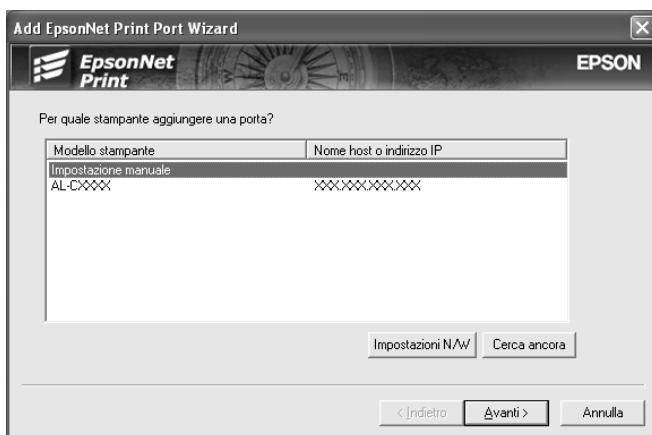 Add EpsonNet Print Port Wizard
EpsonNet
Print
EPSON
Per quale stampante aggiungere una porta?
Modello stampante Nome host o indirizzo IP
Impostazione manuale
AL-CXXXX XXX.XXX.XXX.XXX
Impostazioni N/W Cerca ancora
< Indietro Avanti > Annulla